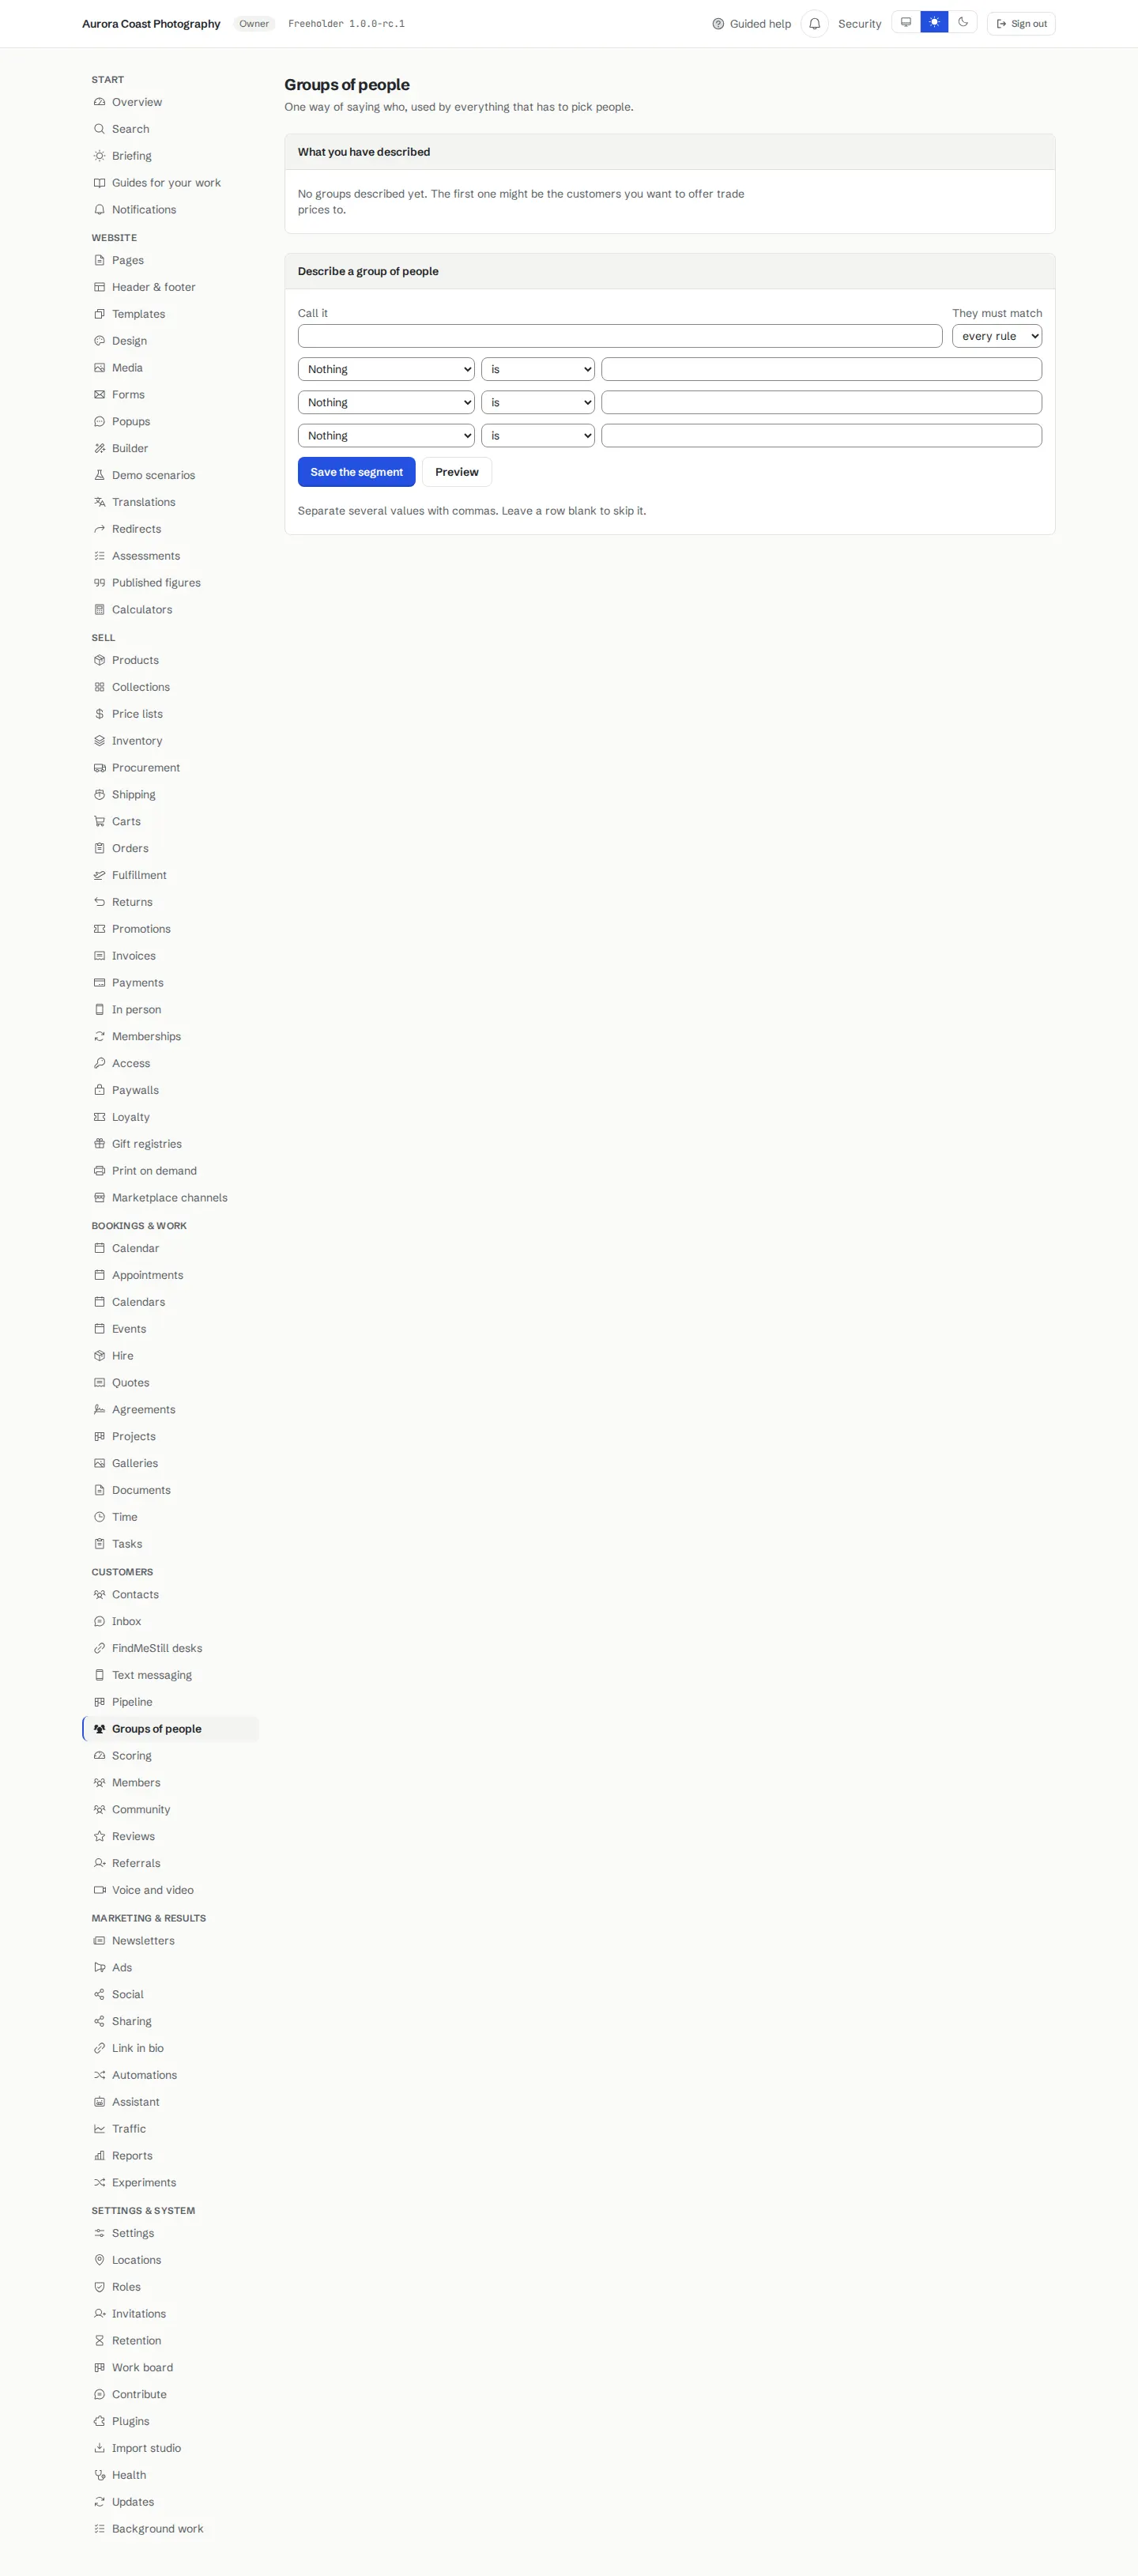 Aurora Coast Photography
Owner
Freeholder 1.0.0-rc.1
Guided help
Security
Sign out
START
Overview
Search
Briefing
Guides for your work
Notifications
WEBSITE
Pages
Header & footer
Templates
Design
Media
Forms
Popups
Builder
Demo scenarios
Translations
Redirects
Assessments
Published figures
Calculators
SELL
Products
Collections
Price lists
Inventory
Procurement
Shipping
Carts
Orders
Fulfillment
Returns
Promotions
Invoices
Payments
In person
Memberships
Access
Paywalls
Loyalty
Gift registries
Print on demand
Marketplace channels
BOOKINGS & WORK
Calendar
Appointments
Calendars
Events
Hire
Quotes
Agreements
Projects
Galleries
Documents
Time
Tasks
CUSTOMERS
Contacts
Inbox
FindMeStill desks
Text messaging
Pipeline
Groups of people
Scoring
Members
Community
Reviews
Referrals
Voice and video
MARKETING & RESULTS
Newsletters
Ads
Social
Sharing
Link in bio
Automations
Assistant
Traffic
Reports
Experiments
SETTINGS & SYSTEM
Settings
Locations
Roles
Invitations
Retention
Work board
Contribute
Plugins
Import studio
Health
Updates
Background work
Groups of people
One way of saying who, used by everything that has to pick people.
What you have described
No groups described yet. The first one might be the customers you want to offer trade
prices to.
Describe a group of people
Call it
They must match
every rule
Nothing is
Nothing is
Nothing is
Save the segment
Preview
Separate several values with commas. Leave a row blank to skip it.